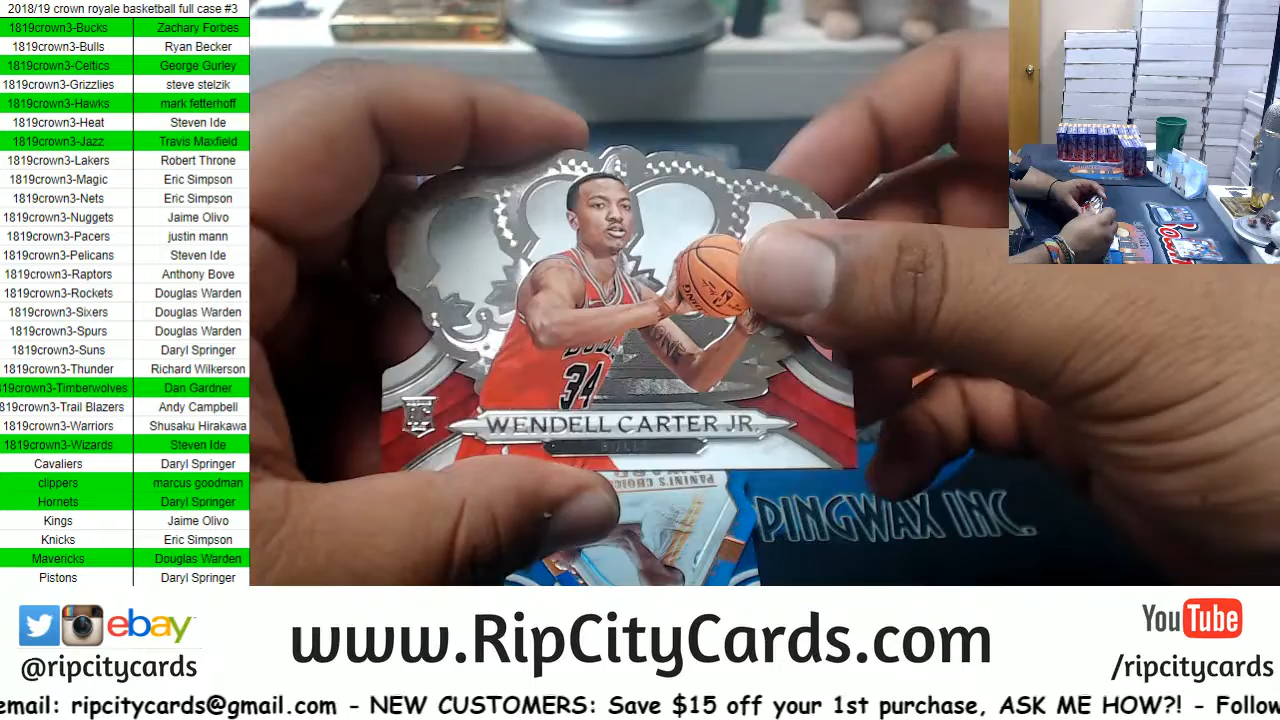 2018/19 crown royale basketball full case #3
1819crown3-Bucks Zachary Forbes
1819crown3-Bulls Ryan Becker
1819crown3-Celtics George Gurley
1819crown3-Grizzlies steve stelzik
1819crown3-Hawks mark fetterhoff
1819crown3-Heat Steven Ide
1819crown3-Jazz Travis Maxfield
1819crown3-Lakers Robert Throne
1819crown3-Magic Eric Simpson
1819crown3-Nets Eric Simpson
1819crown3-Nuggets Jaime Olivo
1819crown3-Pacers justin mann
1819crown3-Pelicans Steven Ide
1819crown3-Raptors Anthony Bove
1819crown3-Rockets Douglas Warden
1819crown3-Sixers Douglas Warden
1819crown3-Spurs Douglas Warden
1819crown3-Suns Daryl Springer
1819crown3-Thunder Richard Wilkerson
819crown3-Timberwolves Dan Gardner
819crown3-Trail Blazers Andy Campbell
1819crown3-Warriors Shusaku Hirakawa
1819crown3-Wizards Steven Ide
Cavaliers Daryl Springer
clippers marcus goodman
Hornets Daryl Springer
Kings Jaime Olivo
Knicks Eric Simpson
Mavericks Douglas Warden
Pistons Daryl Springer
34
RC
WENDELL CARTER JR.
BULLS
PANINI'S CHOICE
PINGWAX INC.
ebay
@ripcitycards
www.RipCityCards.com
YouTube
/ripcitycards
email: ripcitycards@gmail.com - NEW CUSTOMERS: Save $15 off your 1st purchase, ASK ME HOW?! - Follow